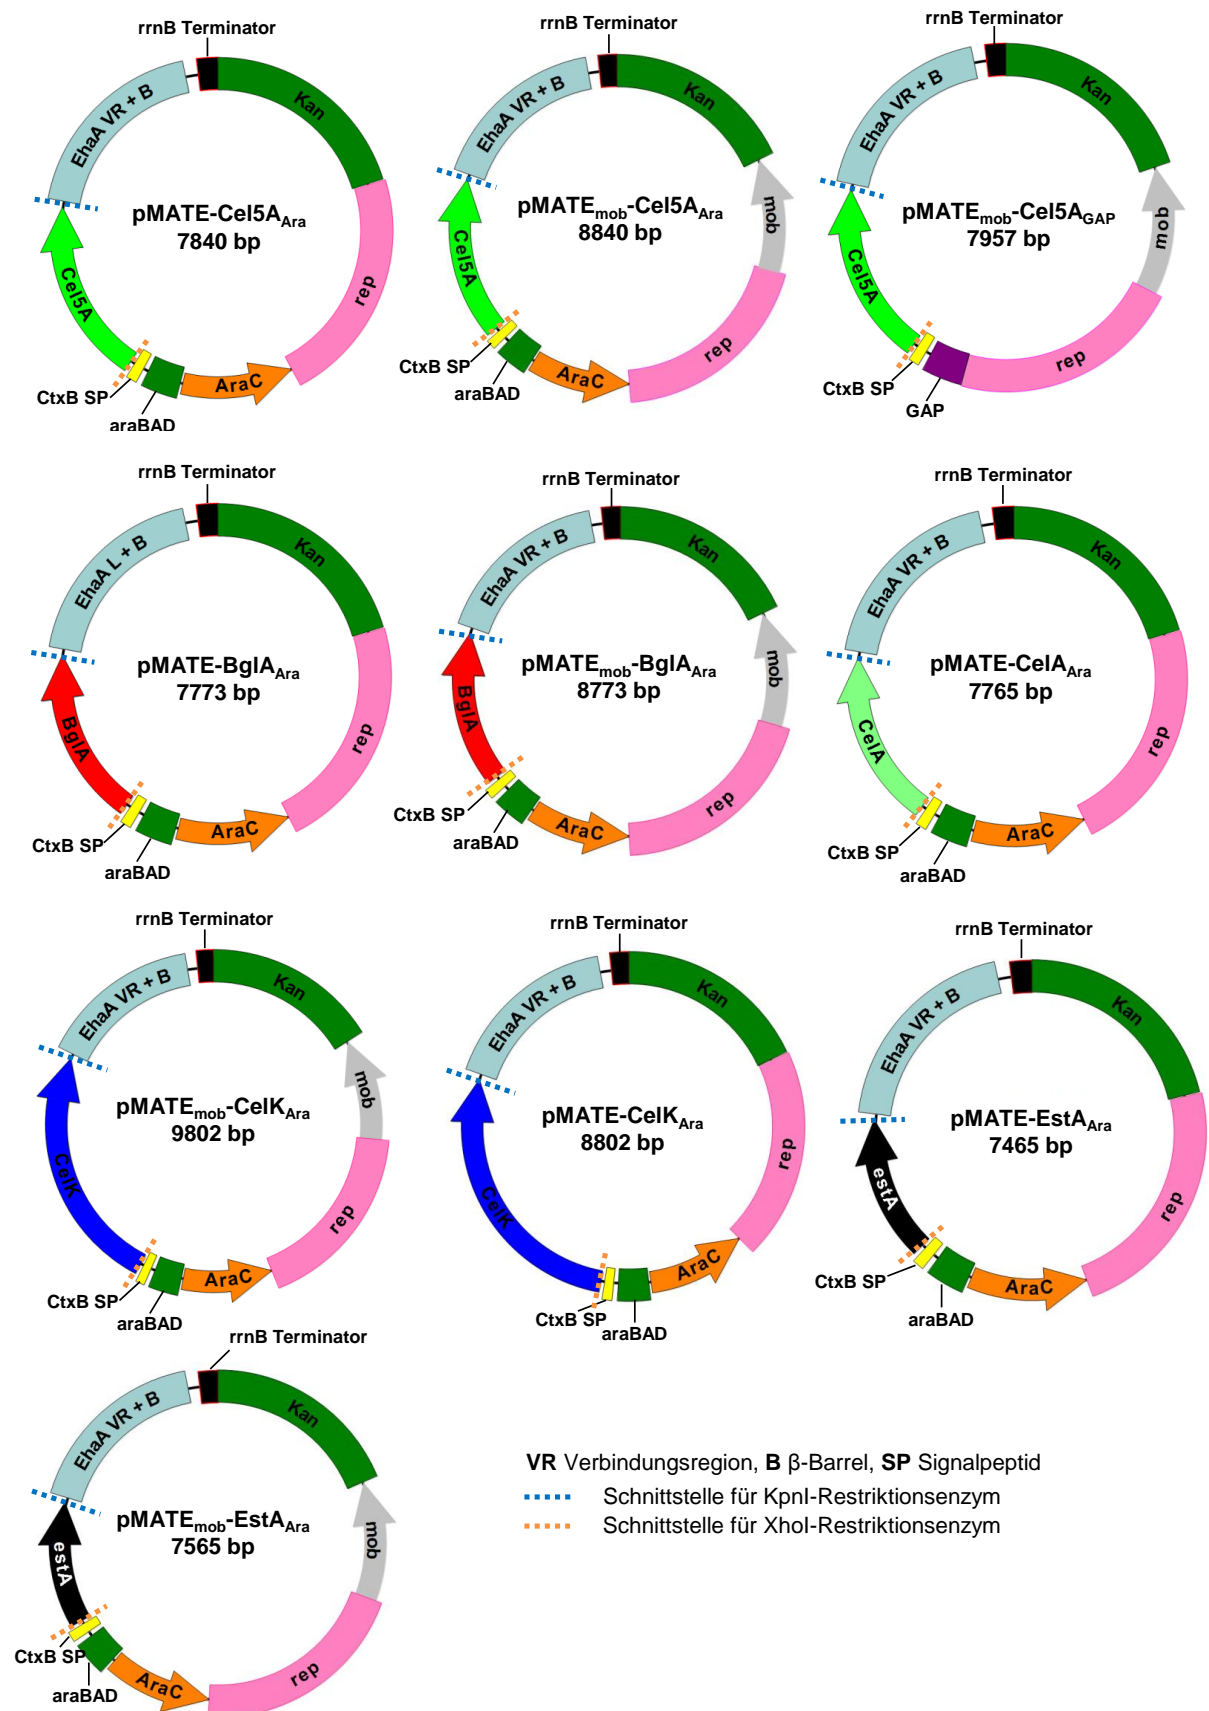 rrnB Terminator
EhaA VR + B
Kan
pMATE-Cel5AAra
7840 bp
Cel5A
rep
CtxB SP
AraC
araBAD
rrnB Terminator
EhaA VR + B
Kan
pMATEmob-Cel5AAra
8840 bp
mob
Cel5A
rep
CtxB SP
AraC
araBAD
rrnB Terminator
EhaA VR + B
Kan
pMATEmob-Cel5AGAP
7957 bp
mob
Cel5A
rep
CtxB SP
GAP
rrnB Terminator
EhaA L + B
Kan
pMATE-BglAAra
7773 bp
BglA
rep
CtxB SP
AraC
araBAD
rrnB Terminator
EhaA VR + B
Kan
pMATEmob-BglAAra
8773 bp
mob
BglA
rep
CtxB SP
AraC
araBAD
rrnB Terminator
EhaA VR + B
Kan
pMATE-CelAAra
7765 bp
CelA
rep
CtxB SP
AraC
araBAD
rrnB Terminator
EhaA VR + B
Kan
pMATEmob-CelKAra
9802 bp
mob
CelK
rep
CtxB SP
AraC
araBAD
rrnB Terminator
EhaA VR + B
Kan
pMATE-CelKAra
8802 bp
CelK
rep
CtxB SP
AraC
araBAD
rrnB Terminator
EhaA VR + B
Kan
pMATE-EstAAra
7465 bp
estA
rep
CtxB SP
AraC
araBAD
rrnB Terminator
EhaA VR + B
Kan
pMATEmob-EstAAra
7565 bp
mob
estA
rep
CtxB SP
AraC
araBAD
VR Verbindungsregion, B β-Barrel, SP Signalpeptid
Schnittstelle für KpnI-Restriktionsenzym
Schnittstelle für XhoI-Restriktionsenzym